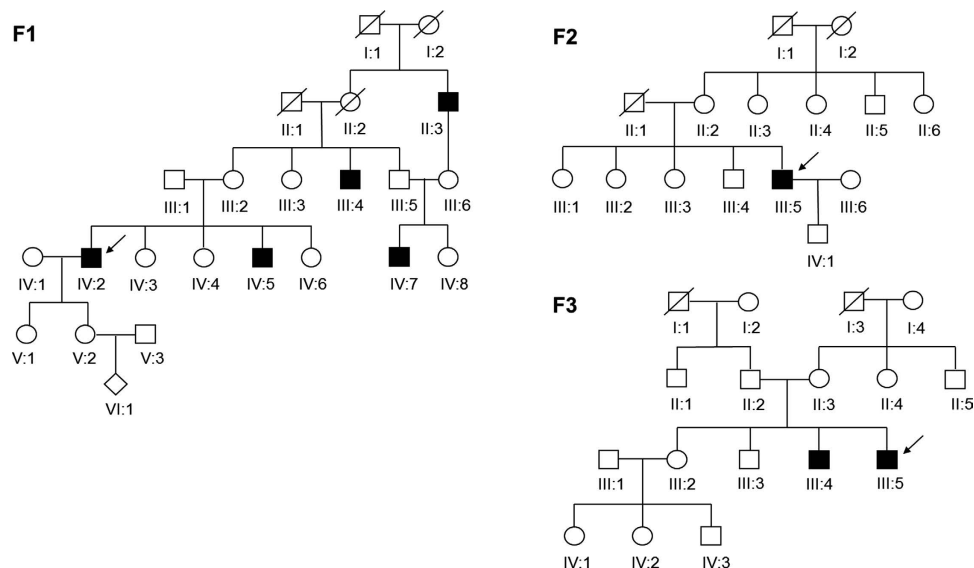 F1
I:1 I:2
II:1 II:2 II:3
III:1 III:2 III:3 III:4 III:5 III:6
IV:1 IV:2 IV:3 IV:4 IV:5 IV:6 IV:7 IV:8
V:1 V:2 V:3
VI:1
F2
I:1 I:2
II:1 II:2 II:3 II:4 II:5 II:6
III:1 III:2 III:3 III:4 III:5 III:6
IV:1
F3
I:1 I:2 I:3 I:4
II:1 II:2 II:3 II:4 II:5
III:1 III:2 III:3 III:4 III:5
IV:1 IV:2 IV:3